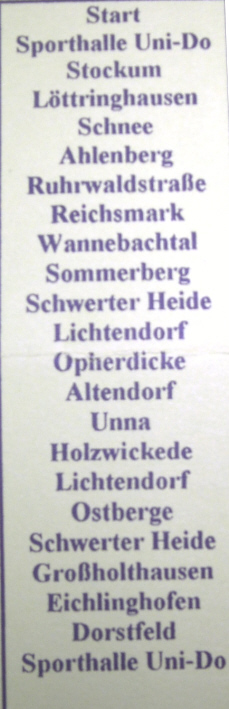 Start
Sporthalle Uni-Do
Stockum
Löttringhausen
Schnee
Ahlenberg
Ruhrwaldstraße
Reichsmark
Wannebachtal
Sommerberg
Schwerter Heide
Lichtendorf
Opherdicke
Altendorf
Unna
Holzwickede
Lichtendorf
Ostberge
Schwerter Heide
Großholthausen
Eichlinghofen
Dorstfeld
Sporthalle Uni-Do